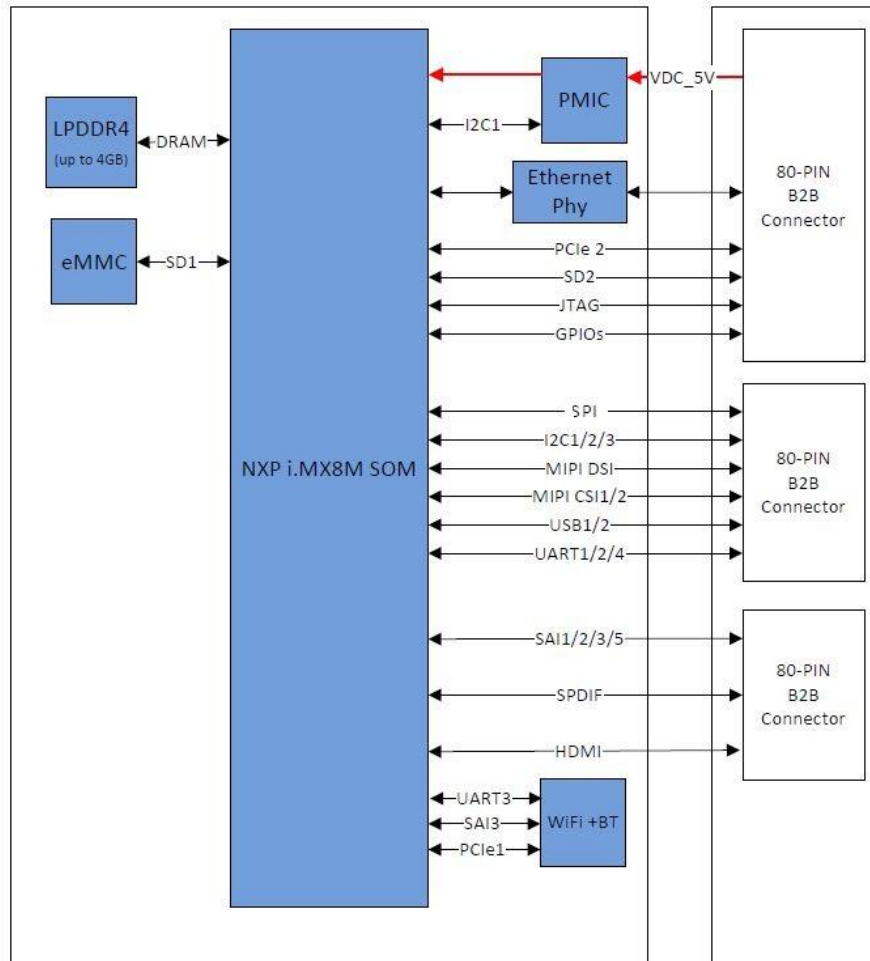 PMIC
VDC_5V
LPDDR4
(up to 4GB)
DRAM
I2C1
Ethernet
Phy
80-PIN
B2B
Connector
eMMC
SD1
PCIe 2
SD2
JTAG
GPIOs
NXP i.MX8M SOM
SPI
I2C1/2/3
MIPI DSI
MIPI CSI1/2
USB1/2
UART1/2/4
80-PIN
B2B
Connector
SAI1/2/3/5
SPDIF
HDMI
80-PIN
B2B
Connector
UART3
SAI3
PCIe1
WiFi +BT